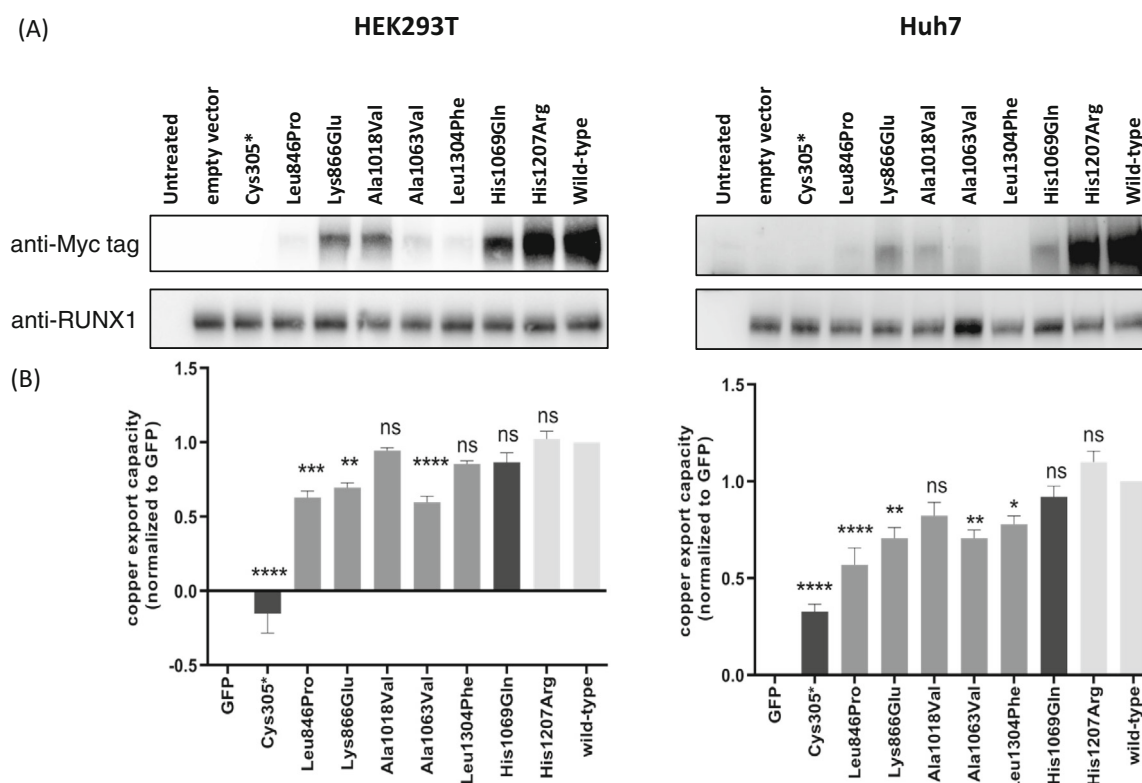 (A)
HEK293T
Huh7
Untreated
empty vector
Cys305*
Leu846Pro
Lys866Glu
Ala1018Val
Ala1063Val
Leu1304Phe
His1069Gln
His1207Arg
Wild-type
Untreated
empty vector
Cys305*
Leu846Pro
Lys866Glu
Ala1018Val
Ala1063Val
Leu1304Phe
His1069Gln
His1207Arg
Wild-type
anti-Myc tag
anti-RUNX1
(B)
copper export capacity
(normalized to GFP)
1.5
1.0
0.5
0.0
-0.5
****
***
**
ns
****
ns
ns
ns
GFP
Cys305*
Leu846Pro
Lys866Glu
Ala1018Val
Ala1063Val
Leu1304Phe
His1069Gln
His1207Arg
wild-type
copper export capacity
(normalized to GFP)
1.5
1.0
0.5
0.0
****
****
**
ns
**
*
ns
ns
GFP
Cys305*
Leu846Pro
Lys866Glu
Ala1018Val
Ala1063Val
Leu1304Phe
His1069Gln
His1207Arg
wild-type